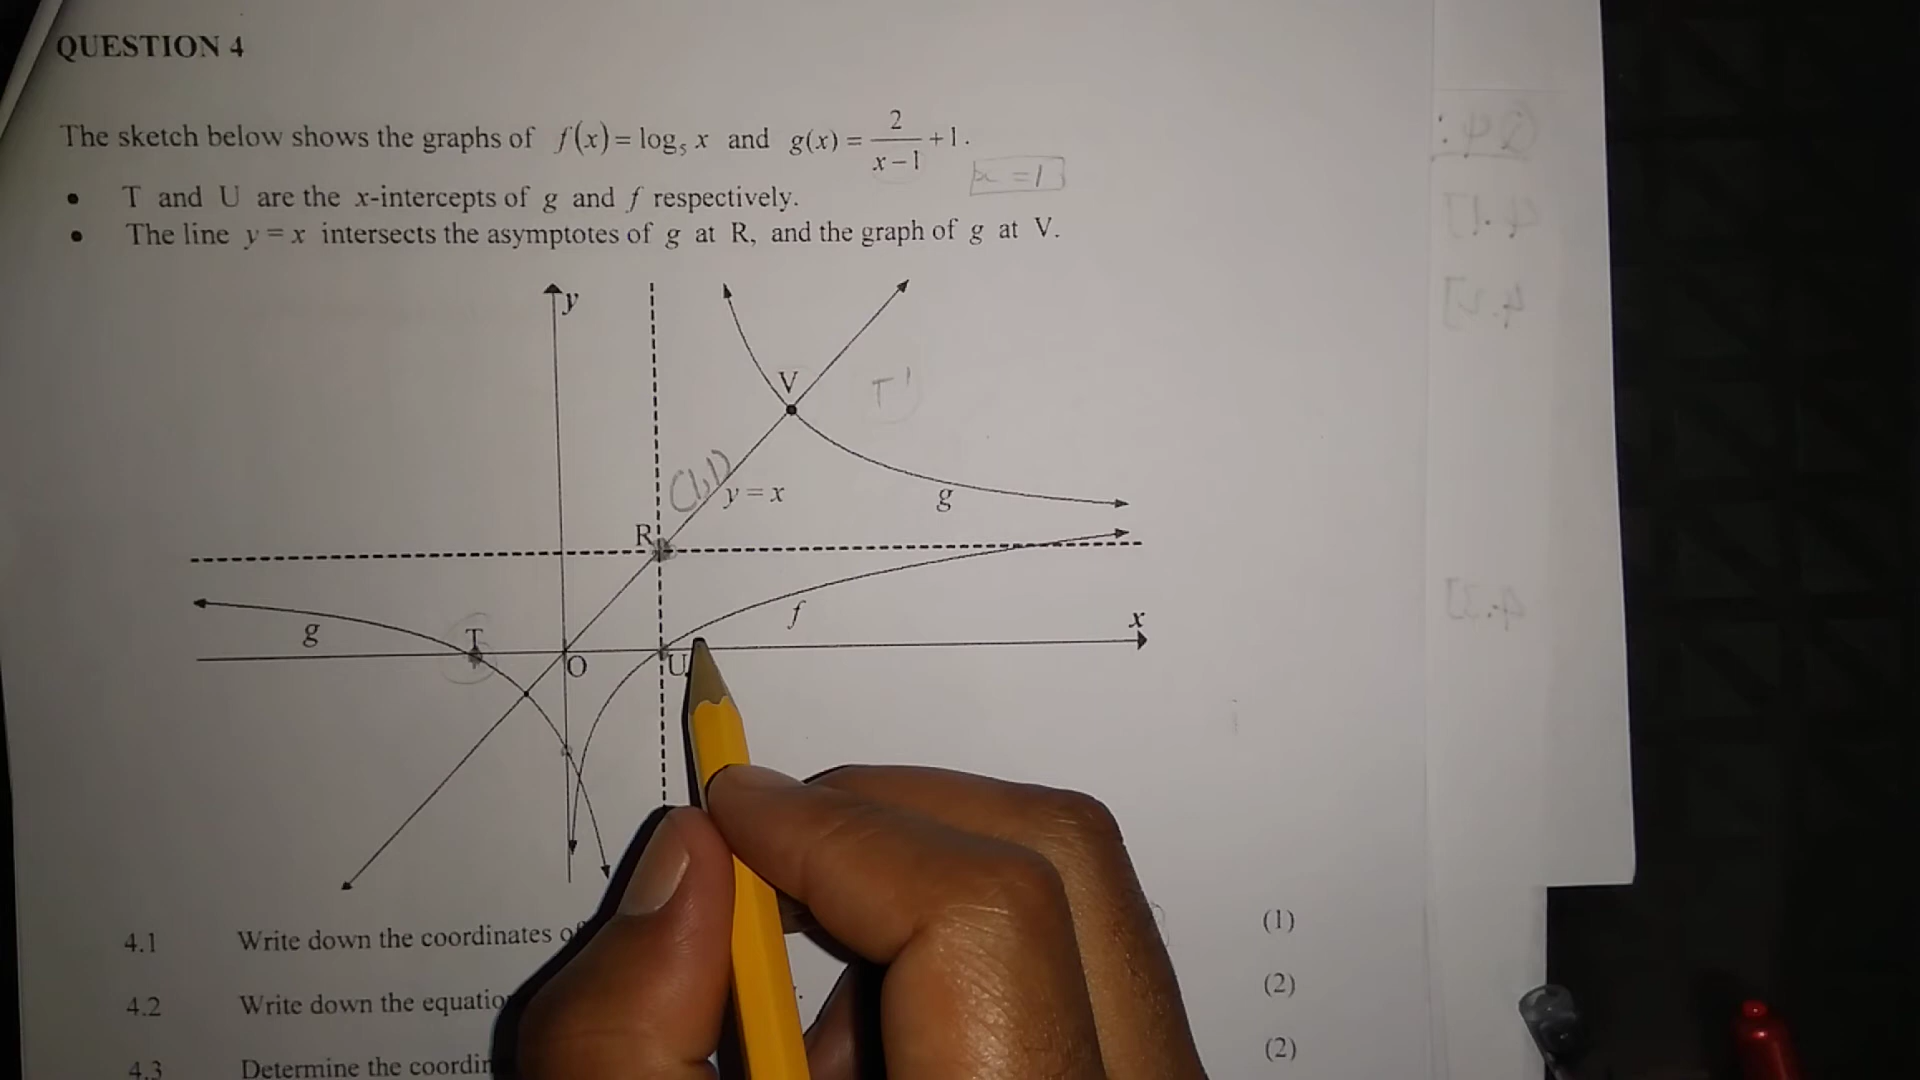 QUESTION 4
The sketch below shows the graphs of f(x) = log₅ x and g(x) = 2/(x − 1) + 1.
x = 1
• T and U are the x-intercepts of g and f respectively.
• The line y = x intersects the asymptotes of g at R, and the graph of g at V.
y
V
T'
(1,1)
y = x
g
R
f
x
g
T
O
U
4.1 Write down the coordinates (1)
4.2 Write down the (2)
4.3 Determine the (2)